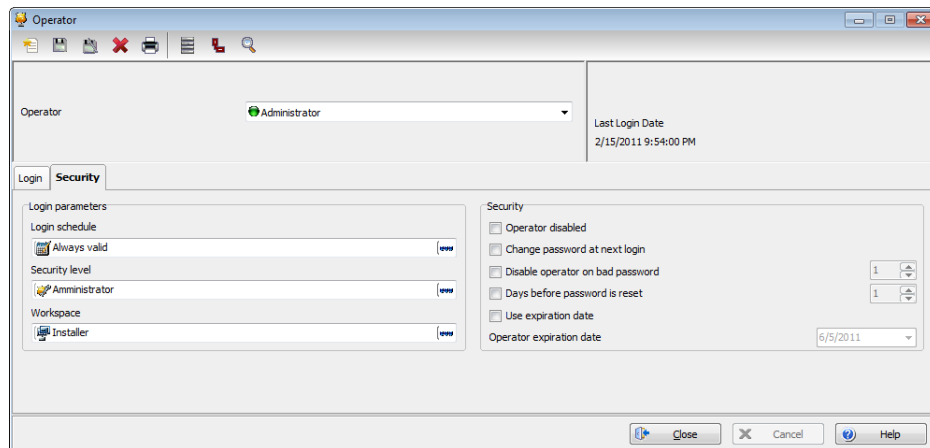 Operator
Operator
Administrator
Last Login Date
2/15/2011 9:54:00 PM
Login
Security
Login parameters
Login schedule
Always valid
Security level
Amministrator
Workspace
Installer
Security
Operator disabled
Change password at next login
Disable operator on bad password
1
Days before password is reset
1
Use expiration date
Operator expiration date
6/5/2011
Close
Cancel
Help